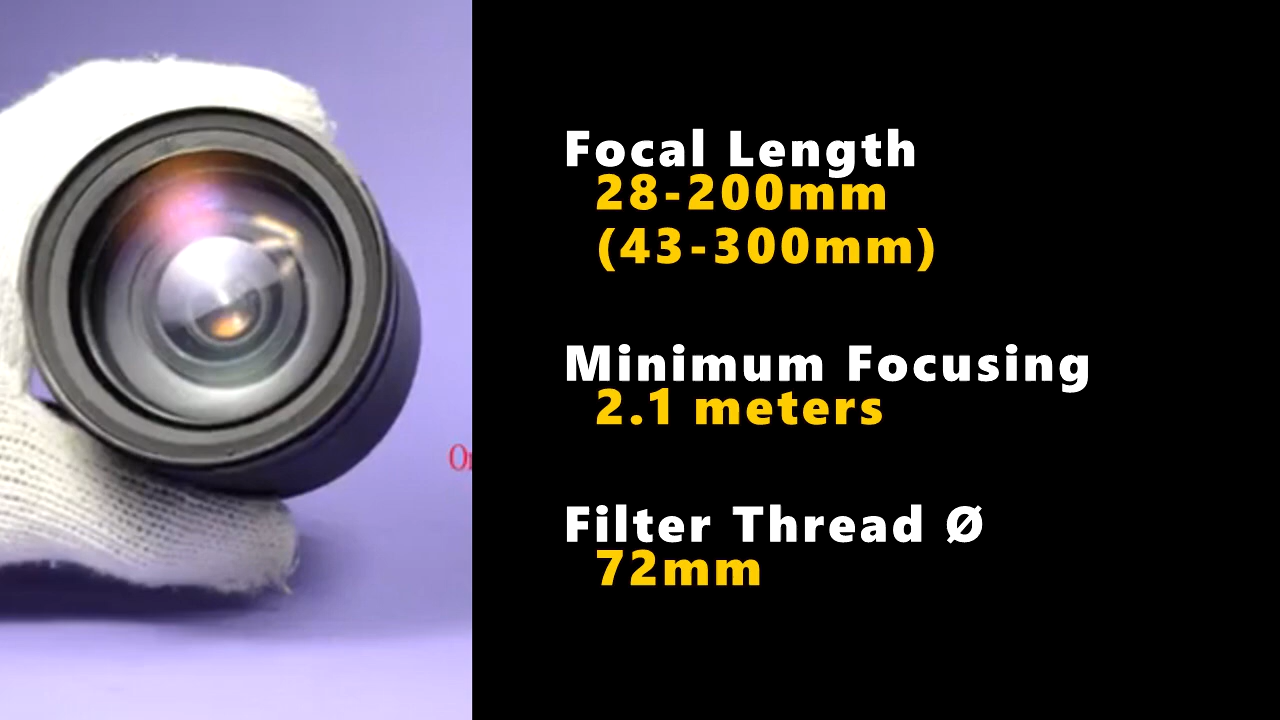 Focal Length
28-200mm
(43-300mm)
Minimum Focusing
2.1 meters
Filter Thread Ø
72mm